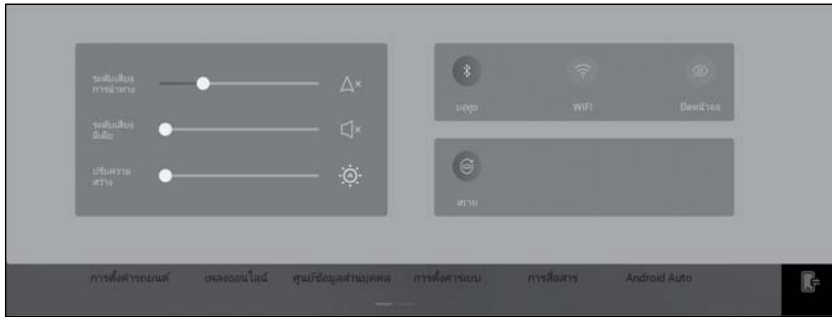 ระดับเสียง
การนำทาง
ระดับเสียง
มีเดีย
ปรับความ
สว่าง
บลูทูธ
WIFI
ปิดหน้าจอ
สลาย
การตั้งค่ารถยนต์
เพลงออนไลน์
ศูนย์ข้อมูลส่วนบุคคล
การตั้งค่าระบบ
การสื่อสาร
Android Auto